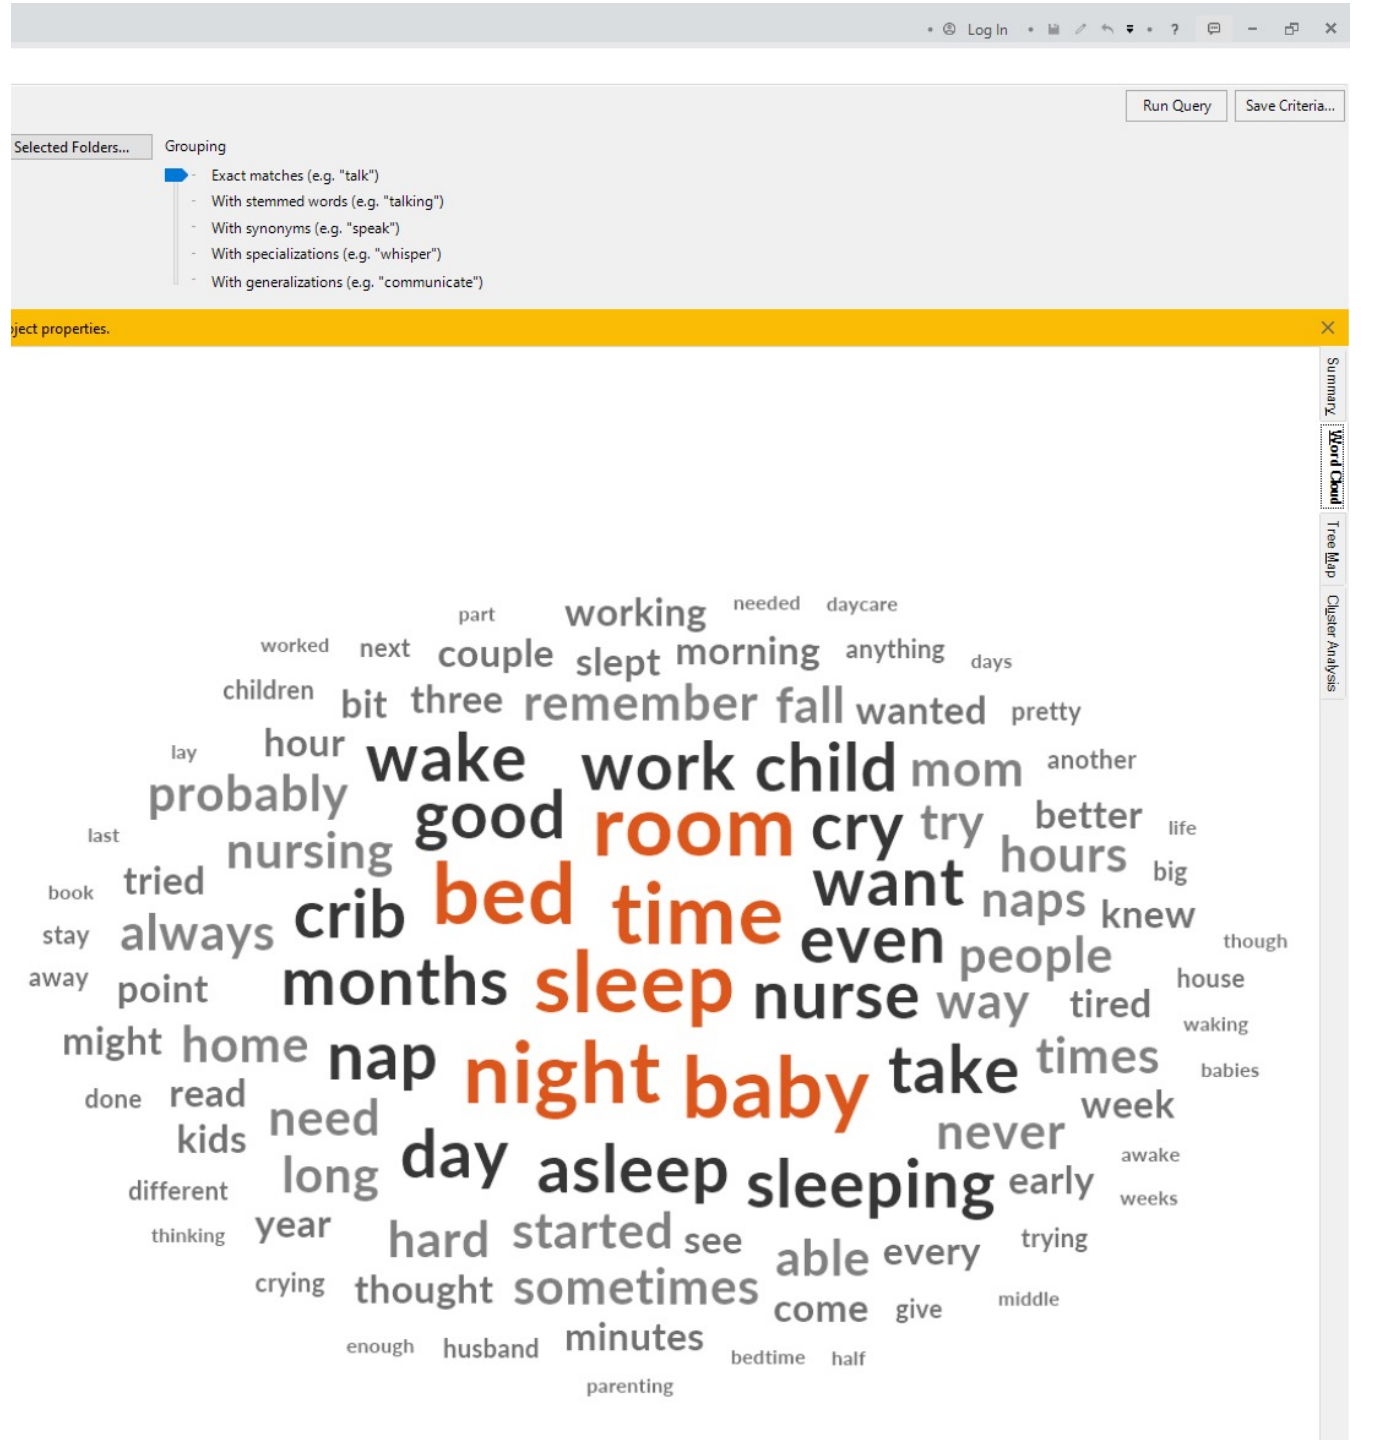 Log In ?
Run Query Save Criteria...
Selected Folders... Grouping
Exact matches (e.g. "talk")
With stemmed words (e.g. "talking")
With synonyms (e.g. "speak")
With specializations (e.g. "whisper")
With generalizations (e.g. "communicate")
ject properties.
Summary
Word Cloud
Tree Map
Cluster Analysis
part working needed daycare
worked next couple slept morning anything days
children bit three remember fall wanted pretty
lay hour wake work child mom another
probably good room cry try better life
last nursing hours big
book tried crib bed time want naps knew
stay always even people though
away point months sleep nurse way tired house
might home nap night baby take times waking
done read need week babies
kids never
different long day asleep sleeping early awake
weeks
thinking year hard started see able every trying
crying thought sometimes come give middle
enough husband minutes bedtime half
parenting